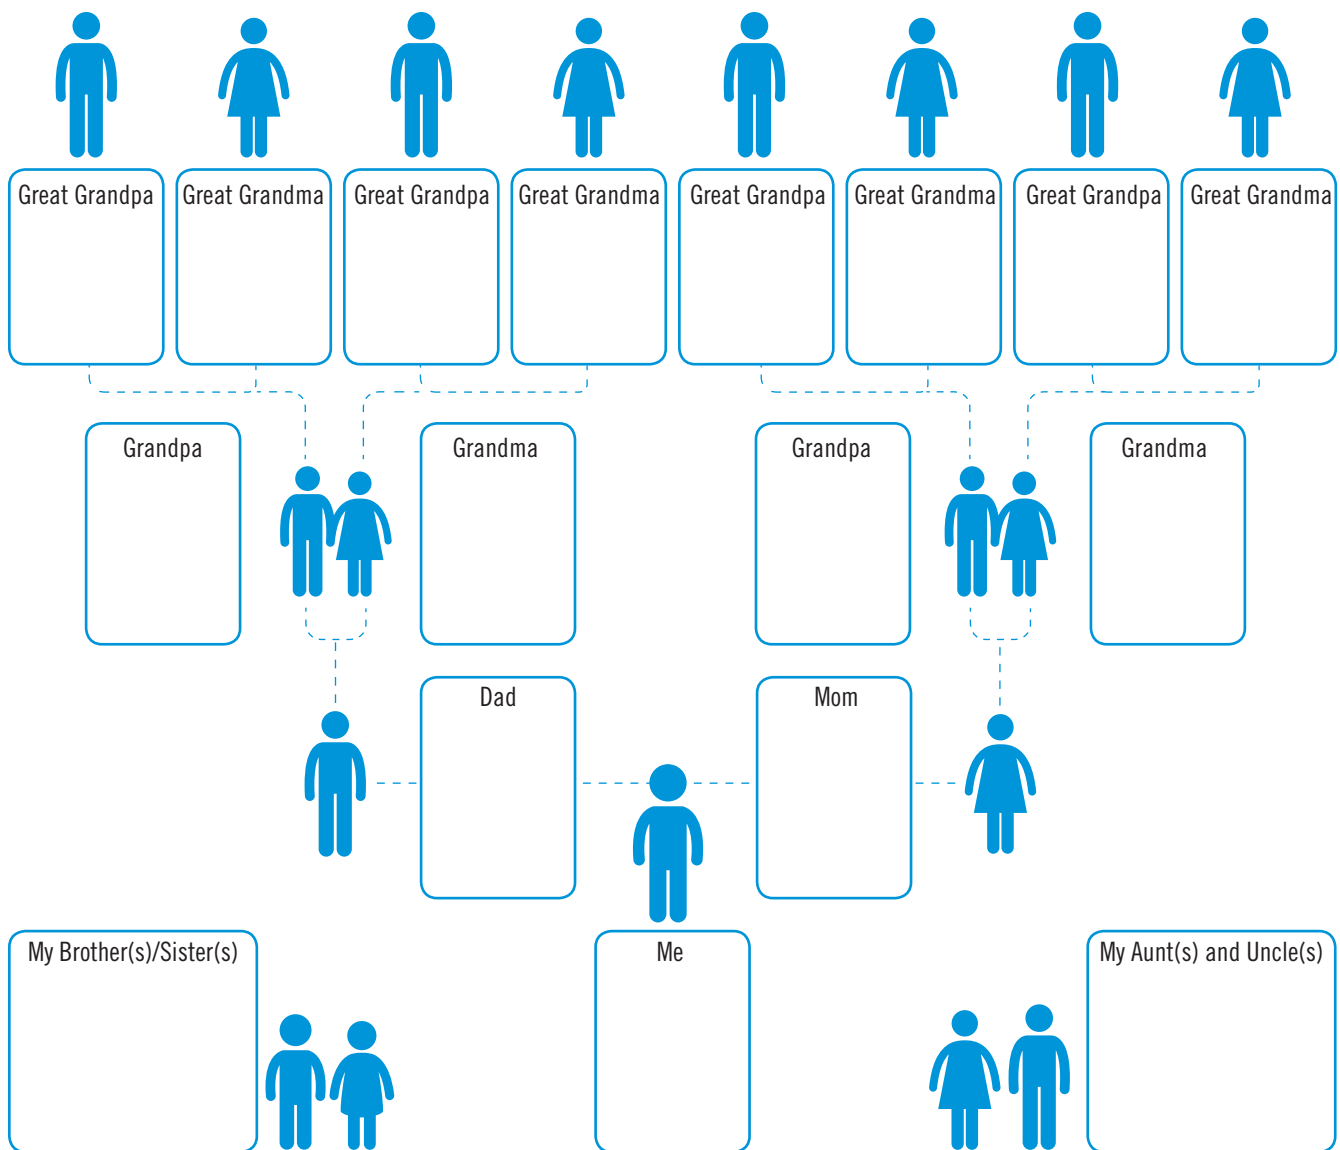 Great Grandpa
Great Grandma
Great Grandpa
Great Grandma
Great Grandpa
Great Grandma
Great Grandpa
Great Grandma
Grandpa
Grandma
Grandpa
Grandma
Dad
Mom
My Brother(s)/Sister(s)
Me
My Aunt(s) and Uncle(s)